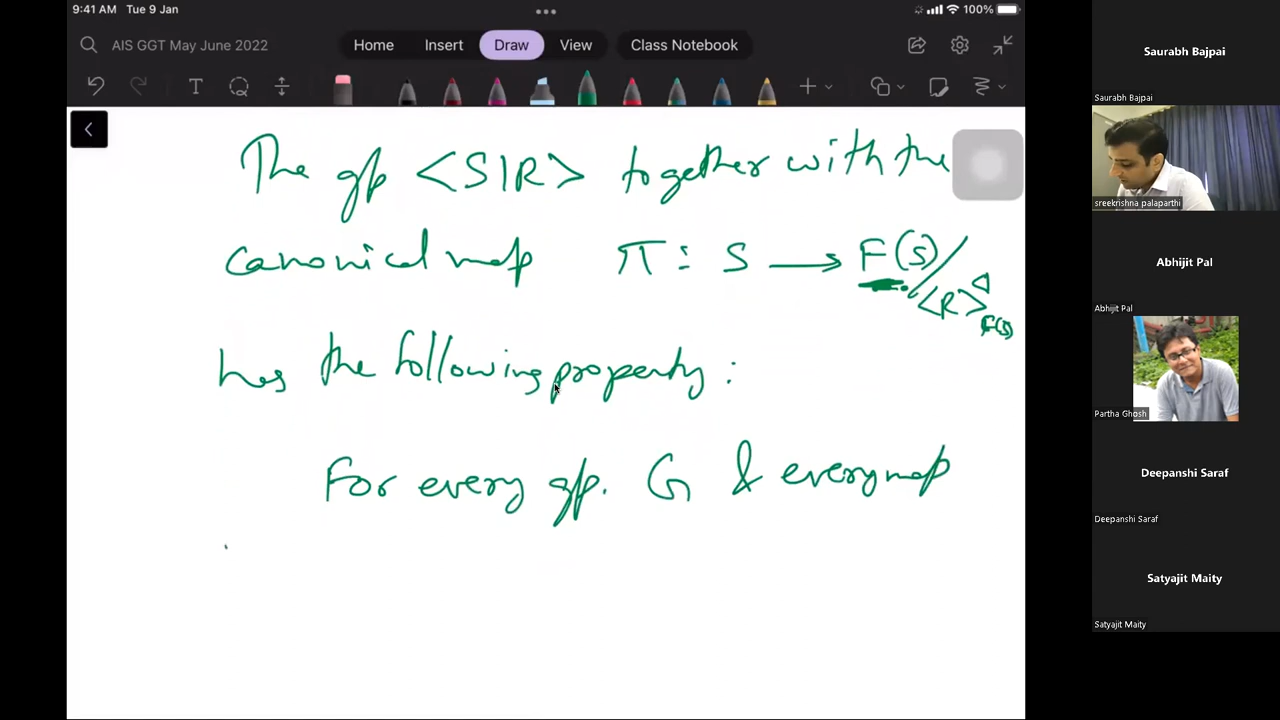 9:41 AM Tue 9 Jan
100%
AIS GGT May June 2022
Home Insert Draw View Class Notebook
The gp <S|R> together with the
canonical map π : S → F(S)/<R>◁F(S)
has the following property :
For every gp. G & every map
Saurabh Bajpai
Saurabh Bajpai
sreekrishna palaparthi
Abhijit Pal
Abhijit Pal
Partha Ghosh
Deepanshi Saraf
Deepanshi Saraf
Satyajit Maity
Satyajit Maity